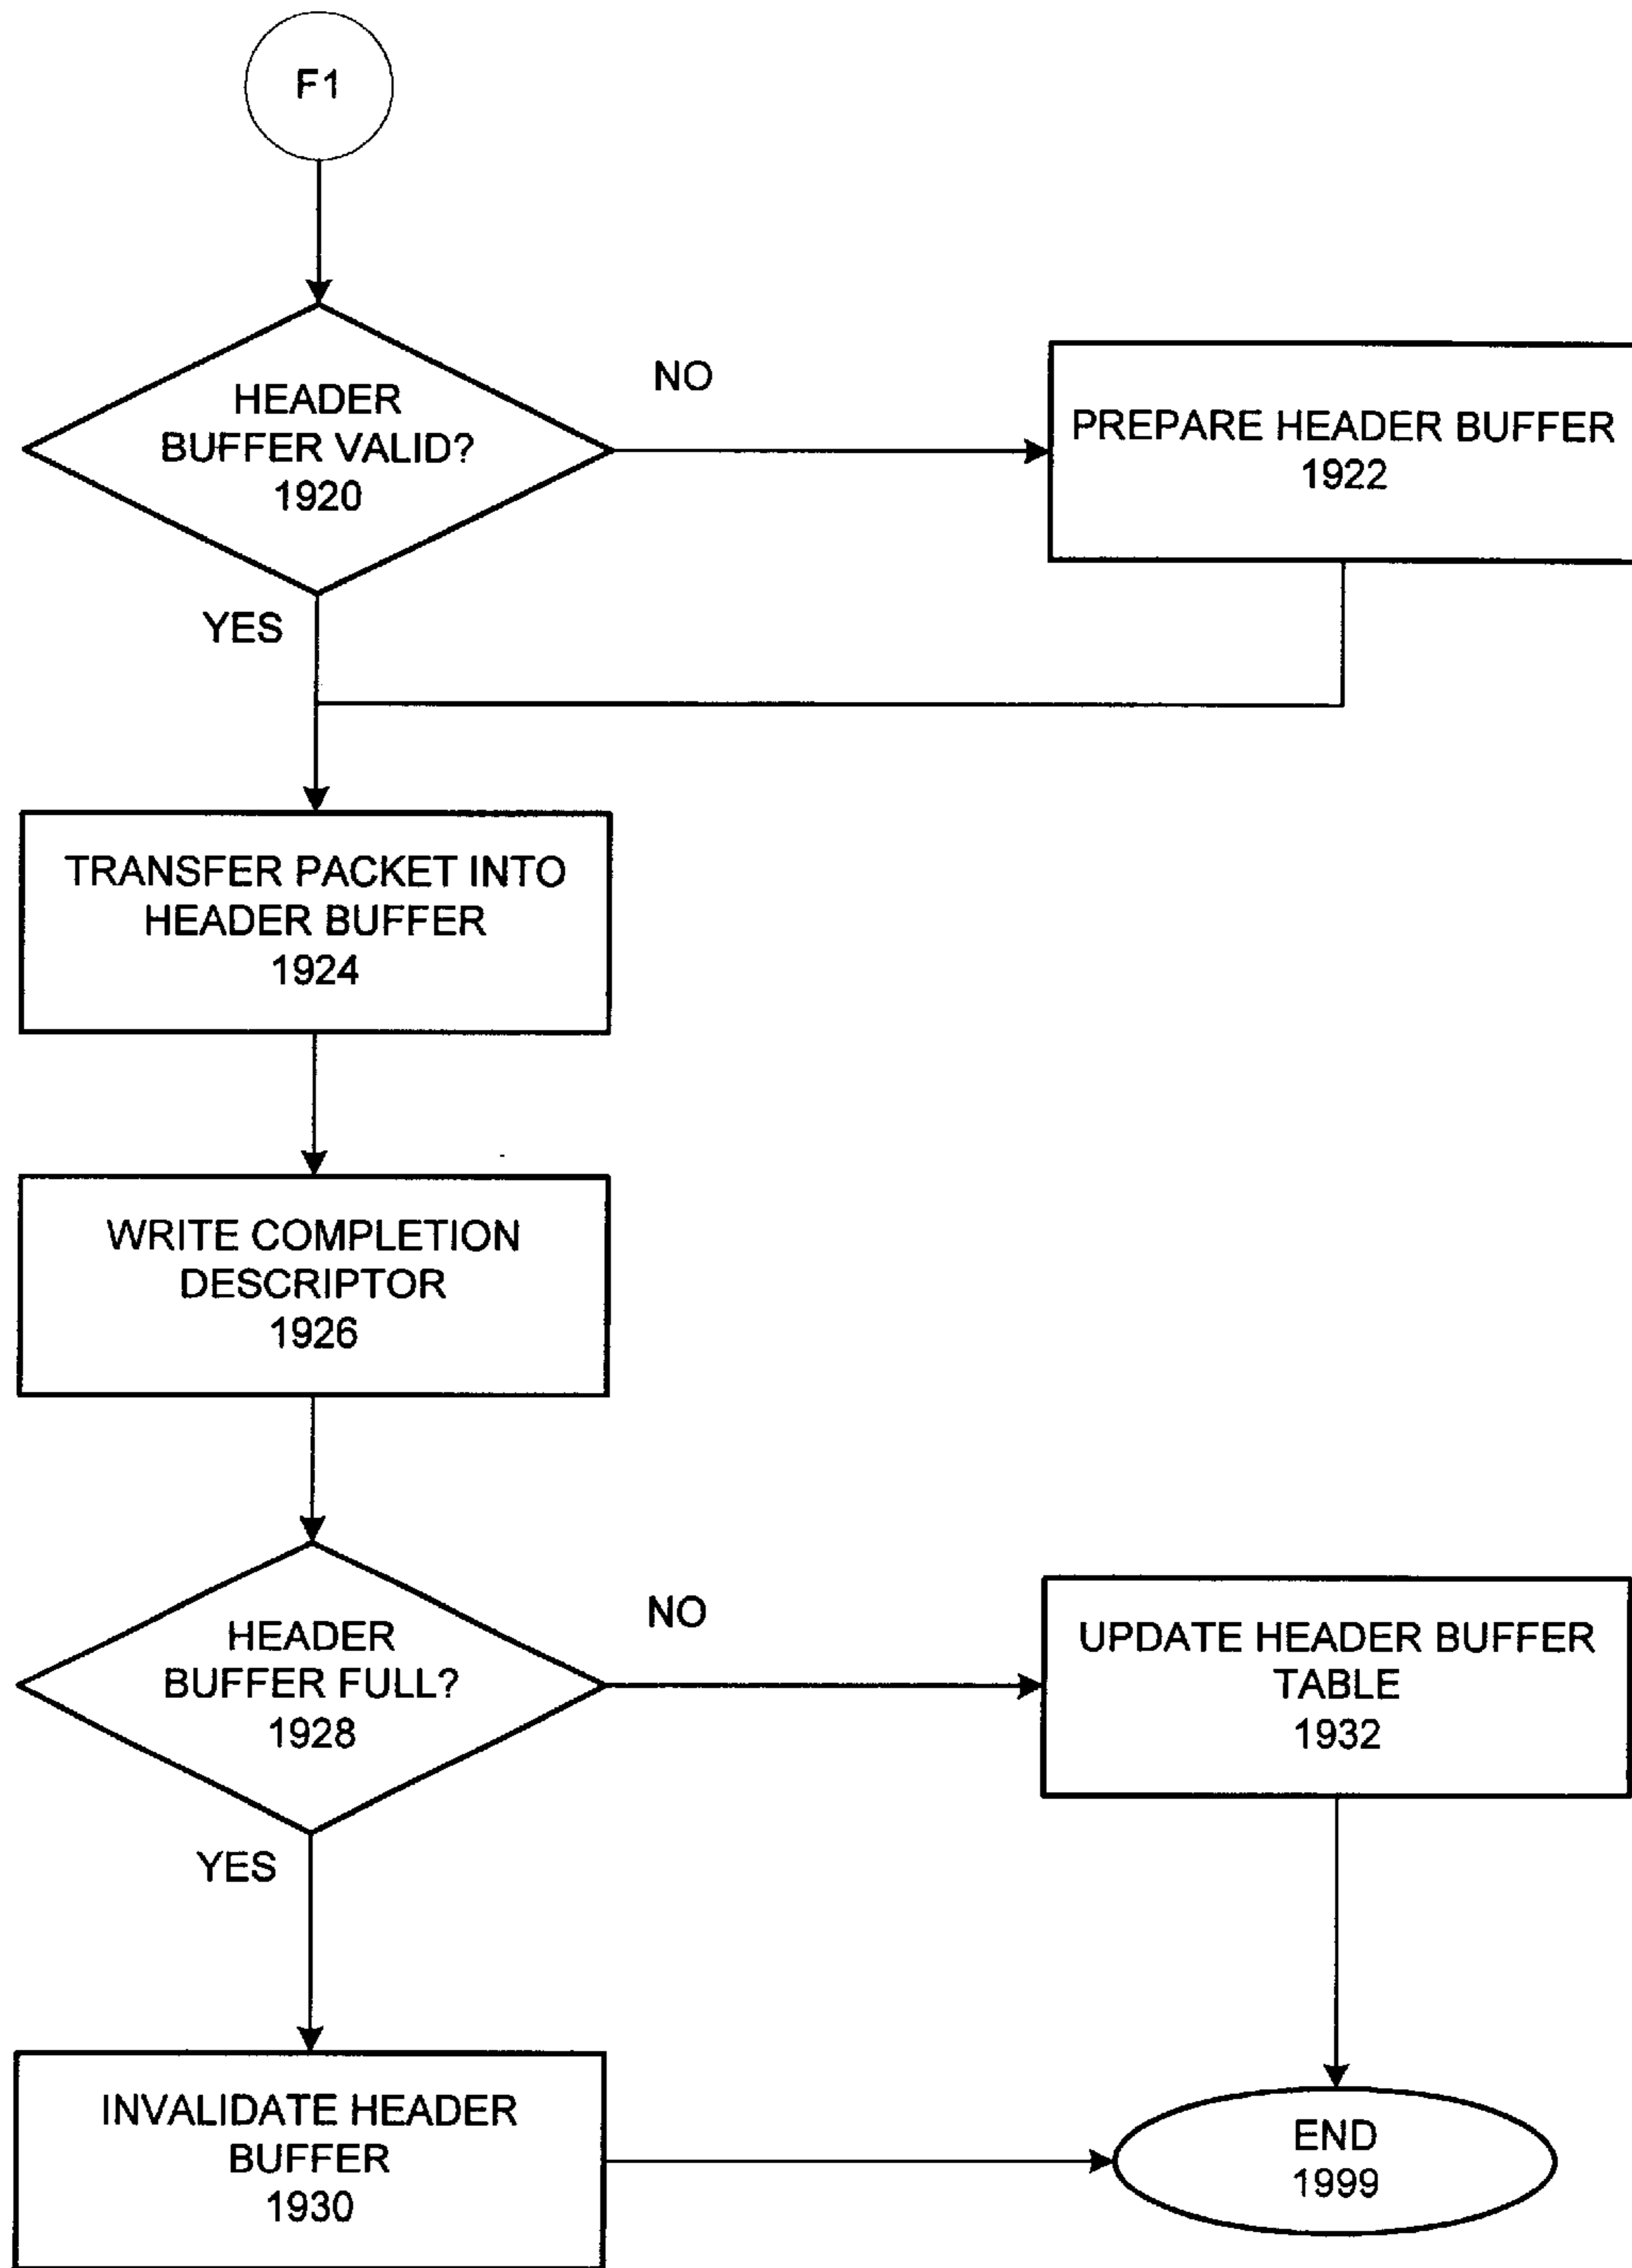 F1
HEADER
BUFFER VALID?
1920
NO
PREPARE HEADER BUFFER
1922
YES
TRANSFER PACKET INTO
HEADER BUFFER
1924
WRITE COMPLETION
DESCRIPTOR
1926
HEADER
BUFFER FULL?
1928
NO
UPDATE HEADER BUFFER
TABLE
1932
YES
INVALIDATE HEADER
BUFFER
1930
END
1999